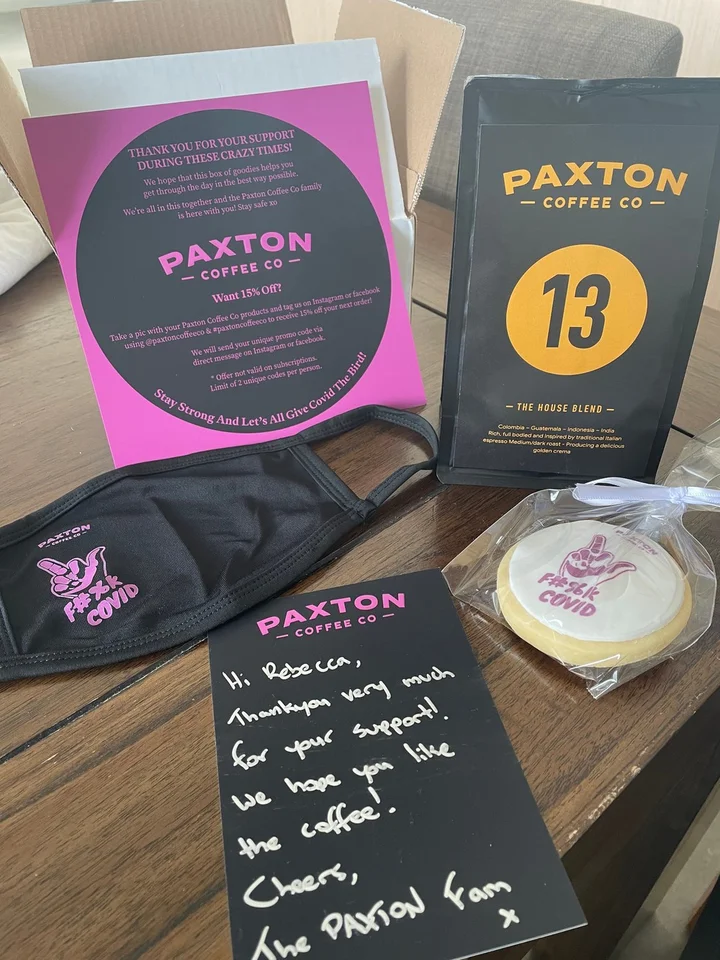 THANK YOU FOR YOUR SUPPORT
DURING THESE CRAZY TIMES!
We hope that this box of goodies helps you
get through the day in the best way possible.
We're all in this together and the Paxton Coffee Co family
is here with you! Stay safe xo
PAXTON
— COFFEE CO —
Want 15% Off?
Take a pic with your Paxton Coffee Co products and tag us on Instagram or facebook
using @paxtoncoffeeco & #paxtoncoffeeco to receive 15% off your next order!
We will send your unique promo code via
direct message on Instagram or facebook.
* Offer not valid on subscriptions.
Limit of 2 unique codes per person.
Stay Strong And Let's All Give Covid The Bird!
PAXTON
— COFFEE CO —
13
— THE HOUSE BLEND —
Colombia – Guatemala – Indonesia – India
Rich, full bodied and inspired by traditional Italian
espresso Medium/dark roast - Producing a delicious
golden crema
PAXTON
— COFFEE CO —
F#%k
COVID
PAXTON
F#%k
COVID
PAXTON
— COFFEE CO —
Hi Rebecca,
Thankyou very much
for your support!
We hope you like
the coffee!
Cheers,
The PAXTON Fam
x